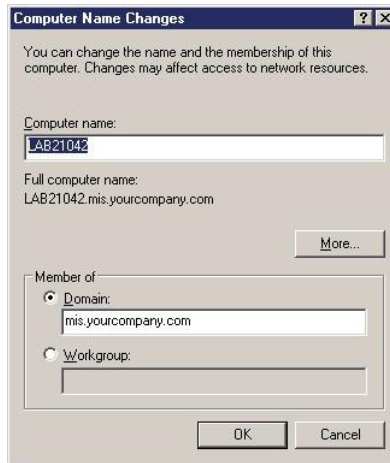 Computer Name Changes
You can change the name and the membership of this
computer. Changes may affect access to network resources.
Computer name:
LAB21042
Full computer name:
LAB21042.mis.yourcompany.com
More...
Member of
Domain:
mis.yourcompany.com
Workgroup:
OK Cancel